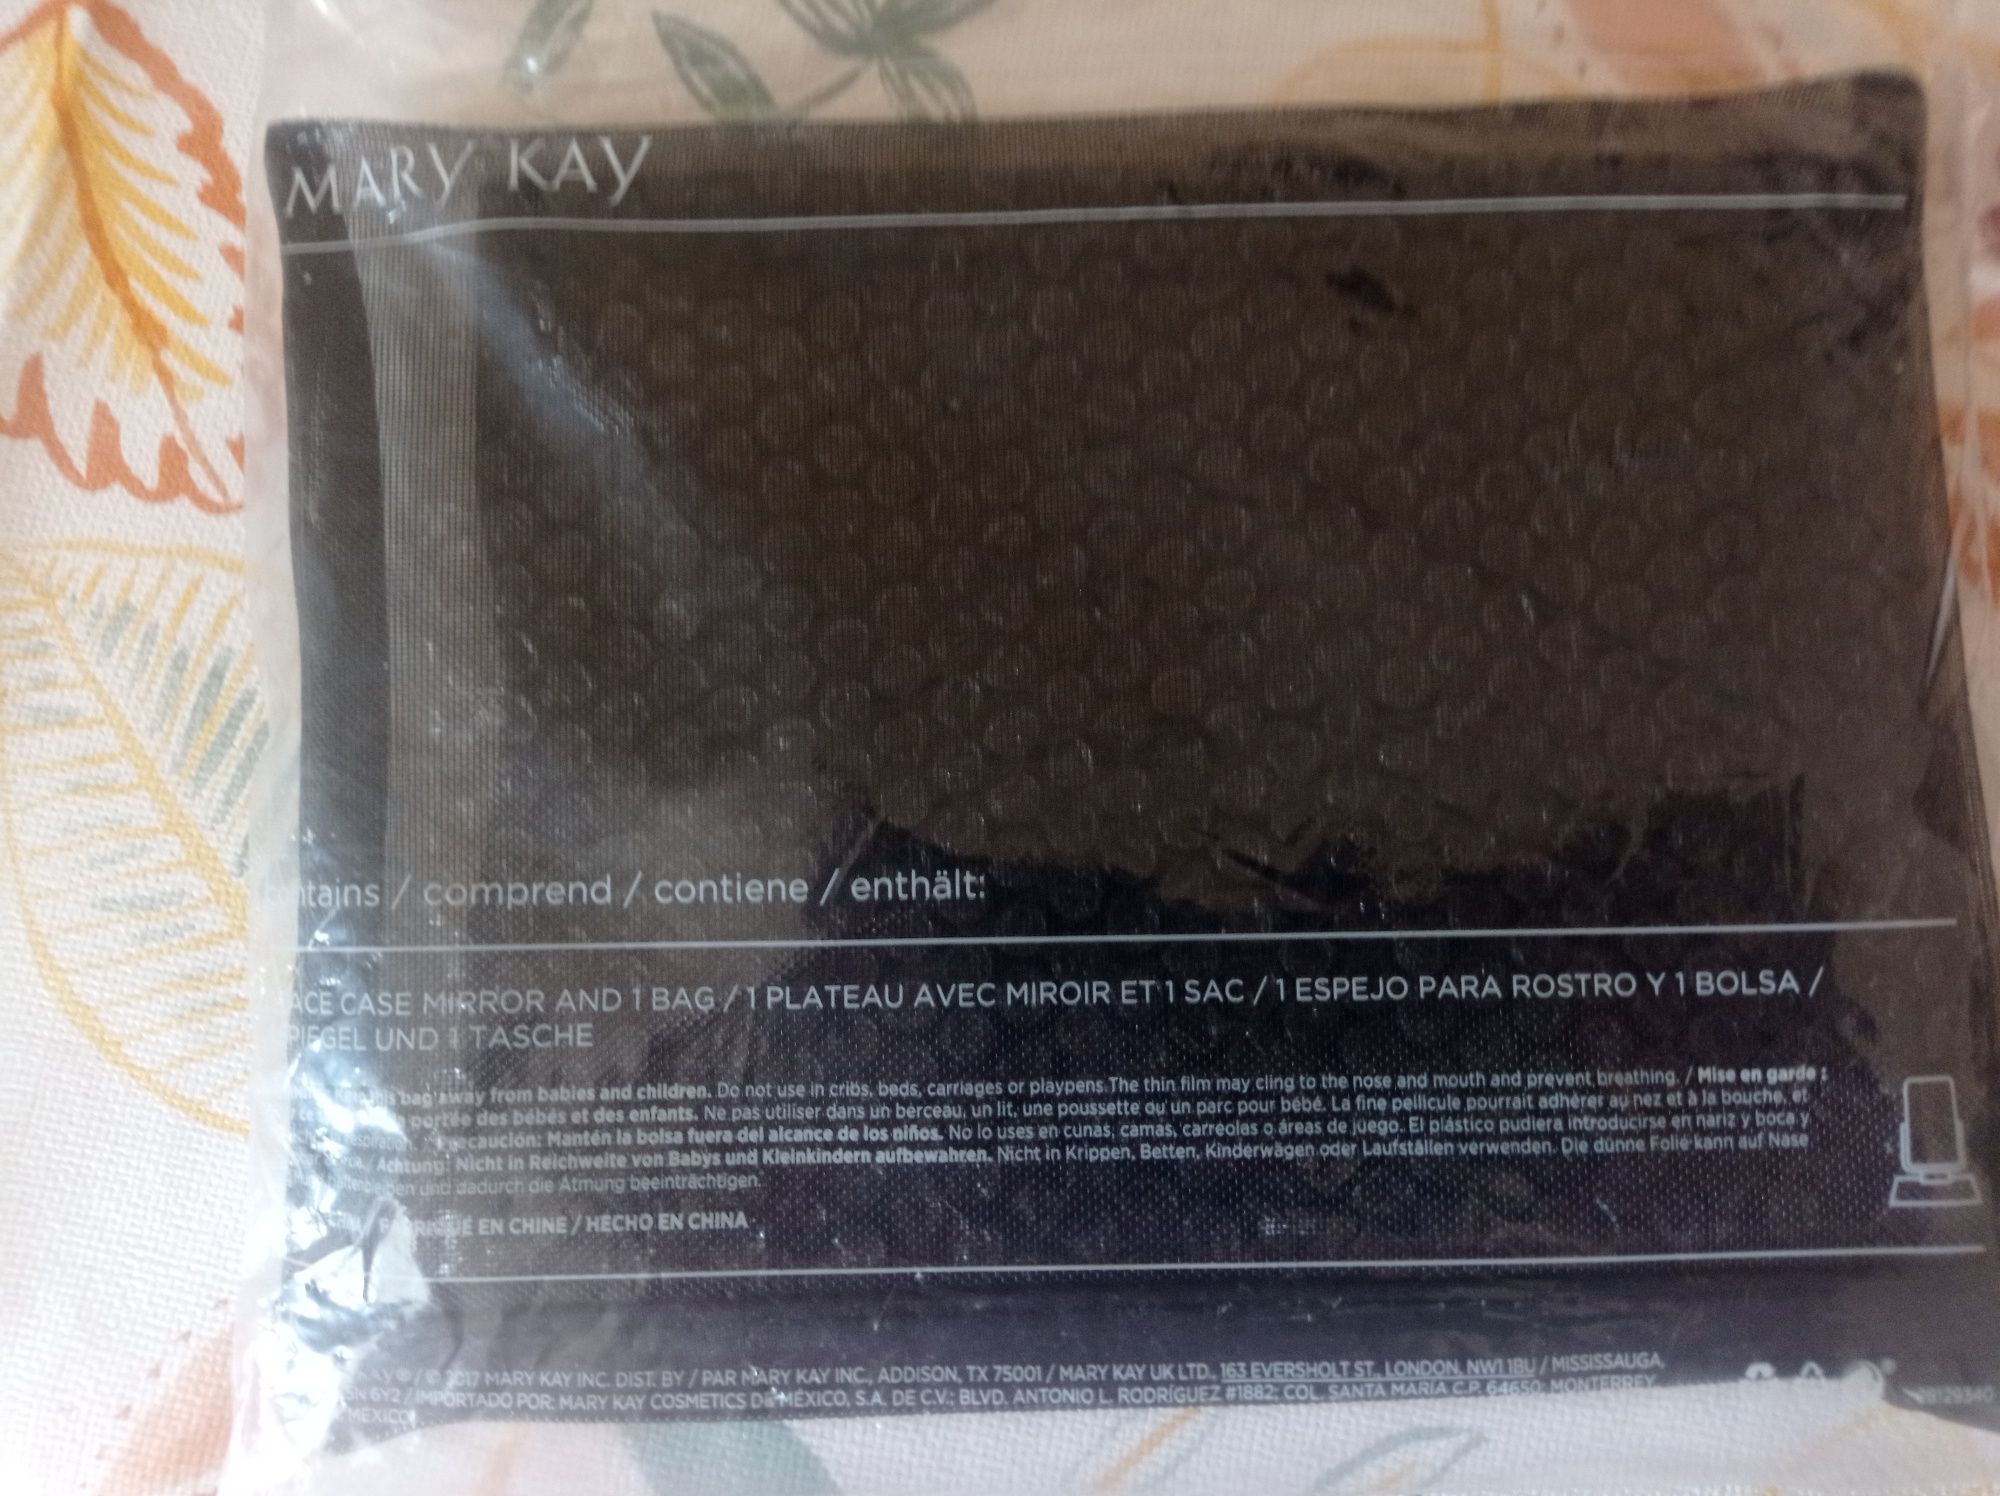 MARY KAY
contains / comprend / contiene / enthält:
FACE CASE MIRROR AND 1 BAG / 1 PLATEAU AVEC MIROIR ET 1 SAC / 1 ESPEJO PARA ROSTRO Y 1 BOLSA /
SPIEGEL UND 1 TASCHE
this bag away from babies and children. Do not use in cribs, beds, carriages or playpens. The thin film may cling to the nose and mouth and prevent breathing. / Mise en garde :
portée des bébés et des enfants. Ne pas utiliser dans un berceau, un lit, une poussette ou un parc pour bébé. La fine pellicule pourrait adhérer au nez et à la bouche, et
Precaución: Mantén la bolsa fuera del alcance de los niños. No lo uses en cunas, camas, carreolas o áreas de juego. El plástico pudiera introducirse en nariz y boca y
/ Achtung: Nicht in Reichweite von Babys und Kleinkindern aufbewahren. Nicht in Krippen, Betten, Kinderwägen oder Laufställen verwenden. Die dünne Folie kann auf Nase
und dadurch die Atmung beeinträchtigen.
/ FABRIQUÉ EN CHINE / HECHO EN CHINA
KAY® / © 2017 MARY KAY INC. DIST. BY / PAR MARY KAY INC., ADDISON, TX 75001 / MARY KAY UK LTD., 163 EVERSHOLT ST., LONDON, NW1 1BU / MISSISSAUGA,
6Y2 / IMPORTADO POR: MARY KAY COSMETICS DE MÉXICO, S.A. DE C.V.; BLVD. ANTONIO L. RODRÍGUEZ #1882; COL. SANTA MARÍA C.P. 64650; MONTERREY
MÉXICO